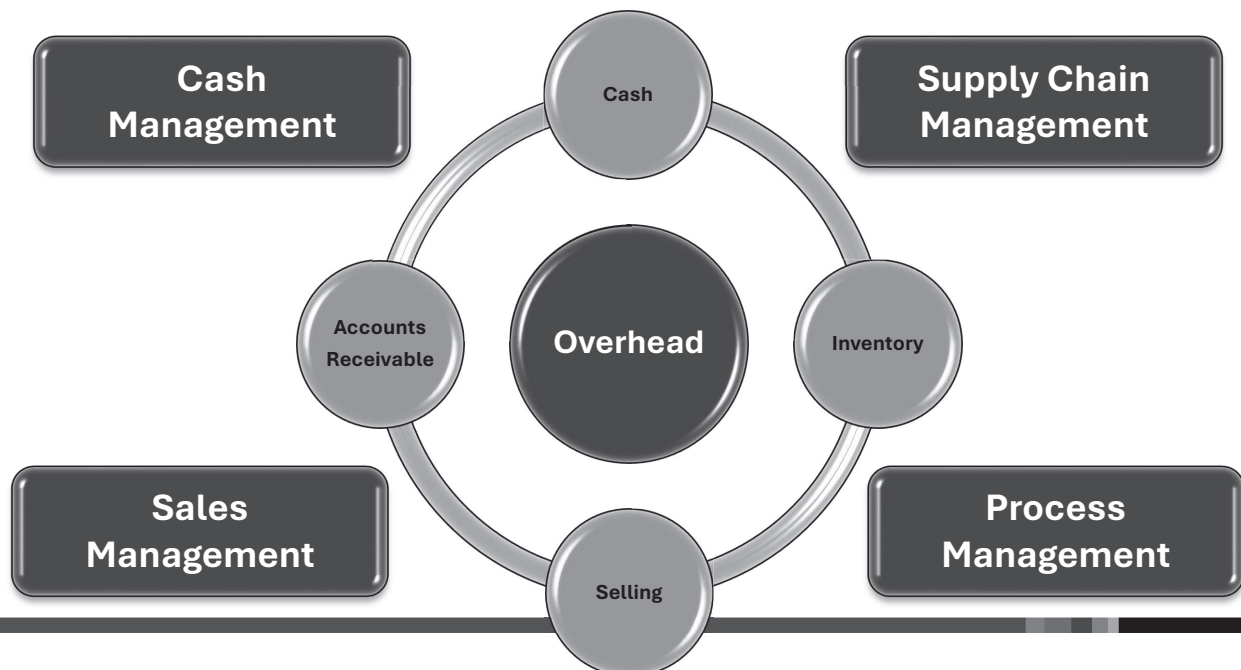 Cash
Management
Supply Chain
Management
Cash
Accounts
Receivable
Overhead
Inventory
Sales
Management
Process
Management
Selling